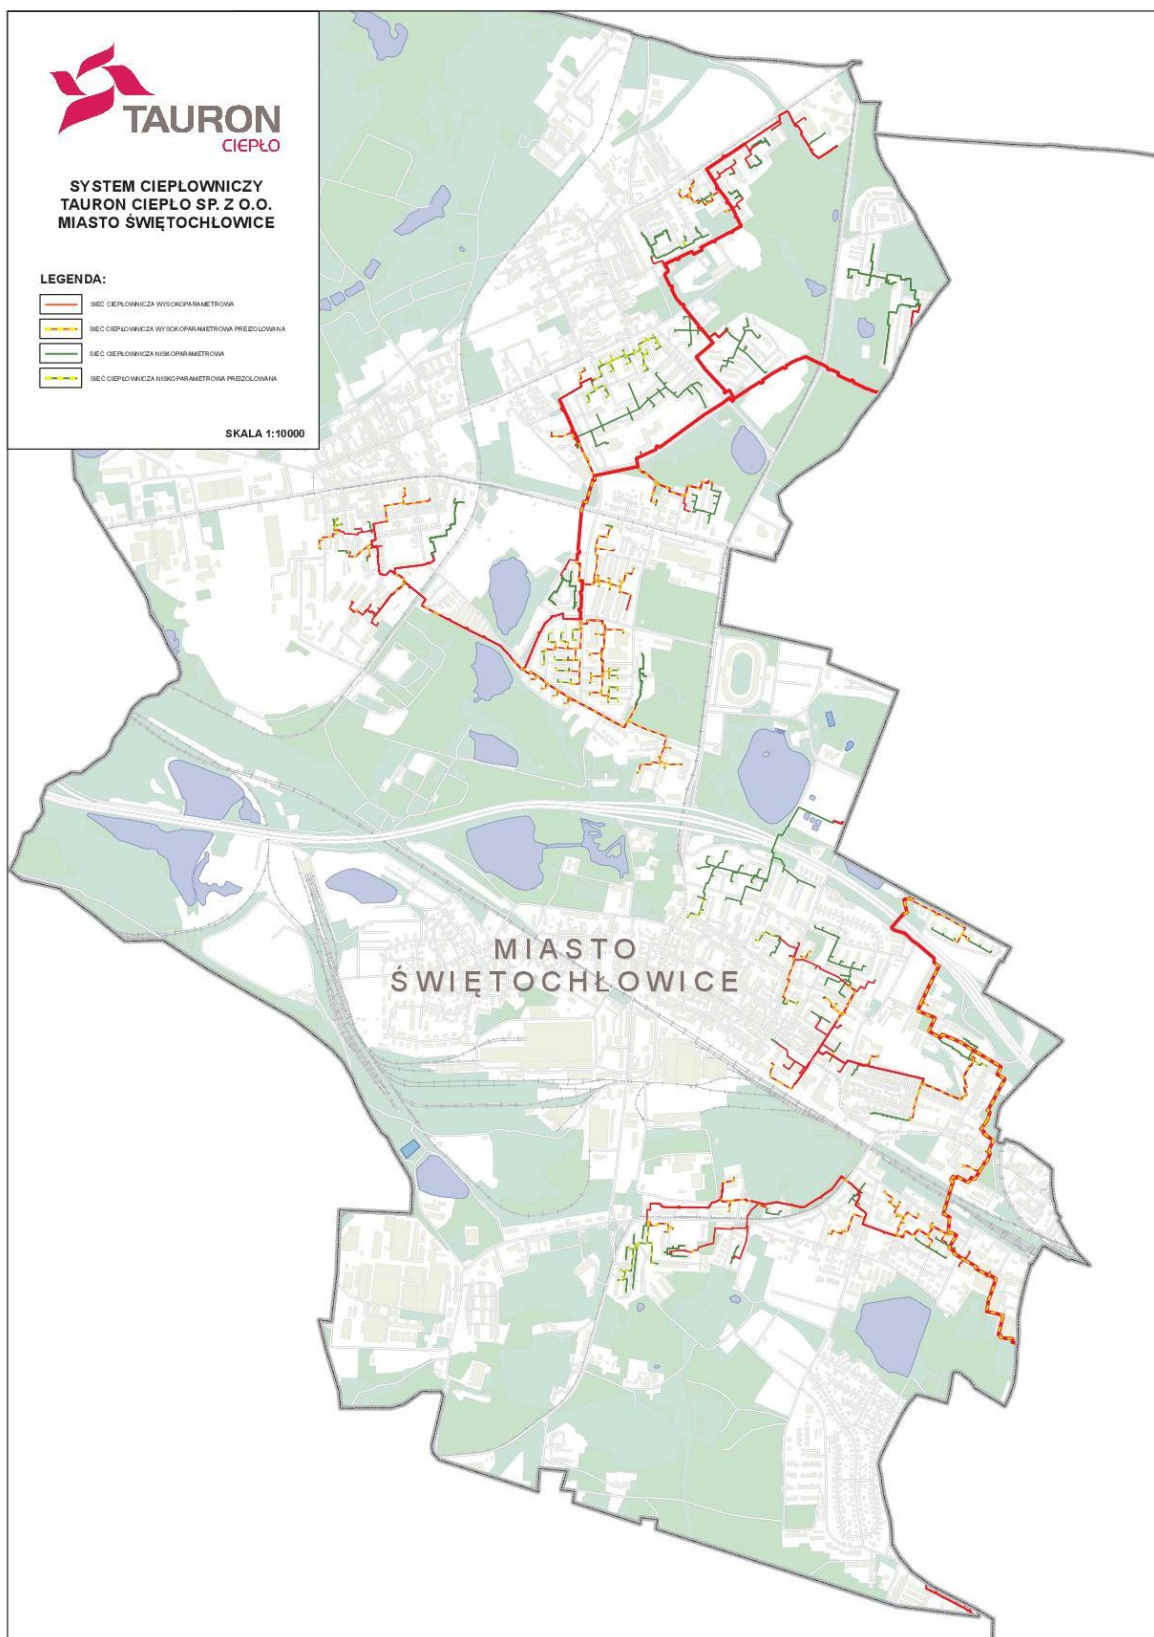 TAURON
CIEPŁO
SYSTEM CIEPŁOWNICZY
TAURON CIEPŁO SP. Z O.O.
MIASTO ŚWIĘTOCHŁOWICE
LEGENDA:
SIEĆ CIEPŁOWNICZA WYSOKOPARAMETROWA
SIEĆ CIEPŁOWNICZA WYSOKOPARAMETROWA PREIZOLOWANA
SIEĆ CIEPŁOWNICZA NISKOPARAMETROWA
SIEĆ CIEPŁOWNICZA NISKOPARAMETROWA PREIZOLOWANA
SKALA 1:10000
MIASTO
ŚWIĘTOCHŁOWICE